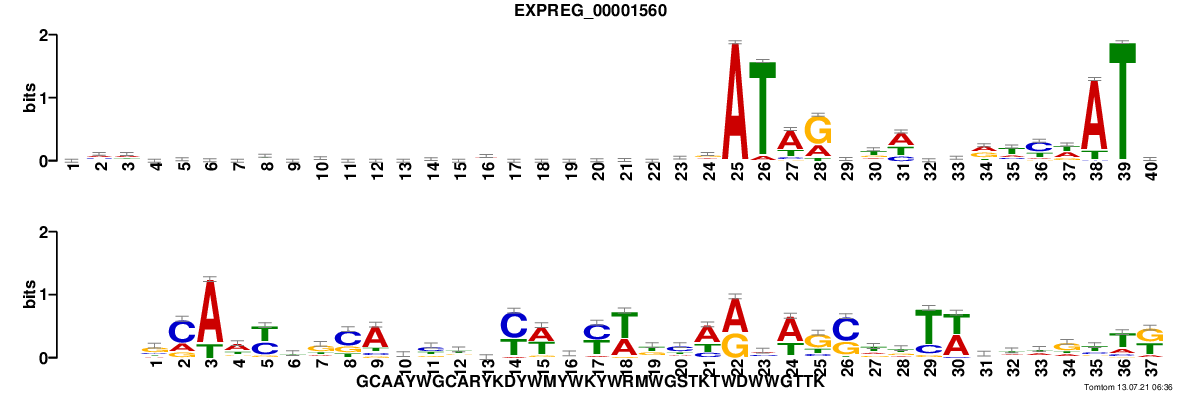 EXPREG_00001560
2
1
0
bits
1 2 3 4 5 6 7 8 9 10 11 12 13 14 15 16 17 18 19 20 21 22 23 24 25 26 27 28 29 30 31 32 33 34 35 36 37 38 39 40
2
1
0
bits
1 2 3 4 5 6 7 8 9 10 11 12 13 14 15 16 17 18 19 20 21 22 23 24 25 26 27 28 29 30 31 32 33 34 35 36 37
GCAAYWGCARYKDYWMYWKYWRMWGSTKTWDWWGTTK
Tomtom 13.07.21 06:36